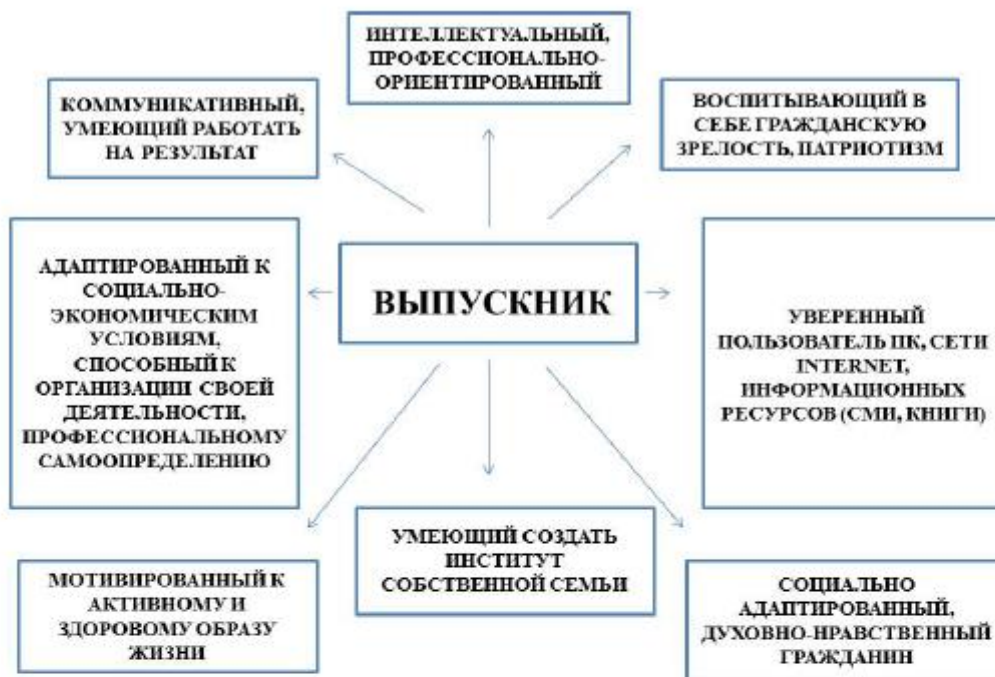 ИНТЕЛЛЕКТУАЛЬНЫЙ,
ПРОФЕССИОНАЛЬНО-
ОРИЕНТИРОВАННЫЙ
КОММУНИКАТИВНЫЙ,
УМЕЮЩИЙ РАБОТАТЬ
НА РЕЗУЛЬТАТ
ВОСПИТЫВАЮЩИЙ В
СЕБЕ ГРАЖДАНСКУЮ
ЗРЕЛОСТЬ, ПАТРИОТИЗМ
АДАПТИРОВАННЫЙ К
СОЦИАЛЬНО-
ЭКОНОМИЧЕСКИМ
УСЛОВИЯМ,
СПОСОБНЫЙ К
ОРГАНИЗАЦИИ СВОЕЙ
ДЕЯТЕЛЬНОСТИ,
ПРОФЕССИОНАЛЬНОМУ
САМООПРЕДЕЛЕНИЮ
ВЫПУСКНИК
УВЕРЕННЫЙ
ПОЛЬЗОВАТЕЛЬ ПК, СЕТИ
INTERNET,
ИНФОРМАЦИОННЫХ
РЕСУРСОВ (СМИ, КНИГИ)
МОТИВИРОВАННЫЙ К
АКТИВНОМУ И
ЗДОРОВОМУ ОБРАЗУ
ЖИЗНИ
УМЕЮЩИЙ СОЗДАТЬ
ИНСТИТУТ
СОБСТВЕННОЙ СЕМЬИ
СОЦИАЛЬНО
АДАПТИРОВАННЫЙ,
ДУХОВНО-НРАВСТВЕННЫЙ
ГРАЖДАНИН